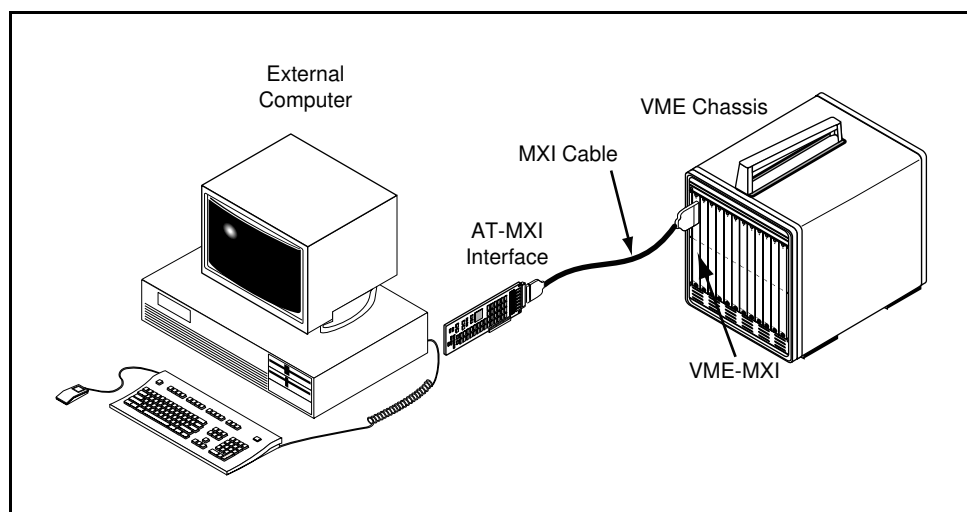 External
Computer
VME Chassis
MXI Cable
AT-MXI
Interface
VME-MXI